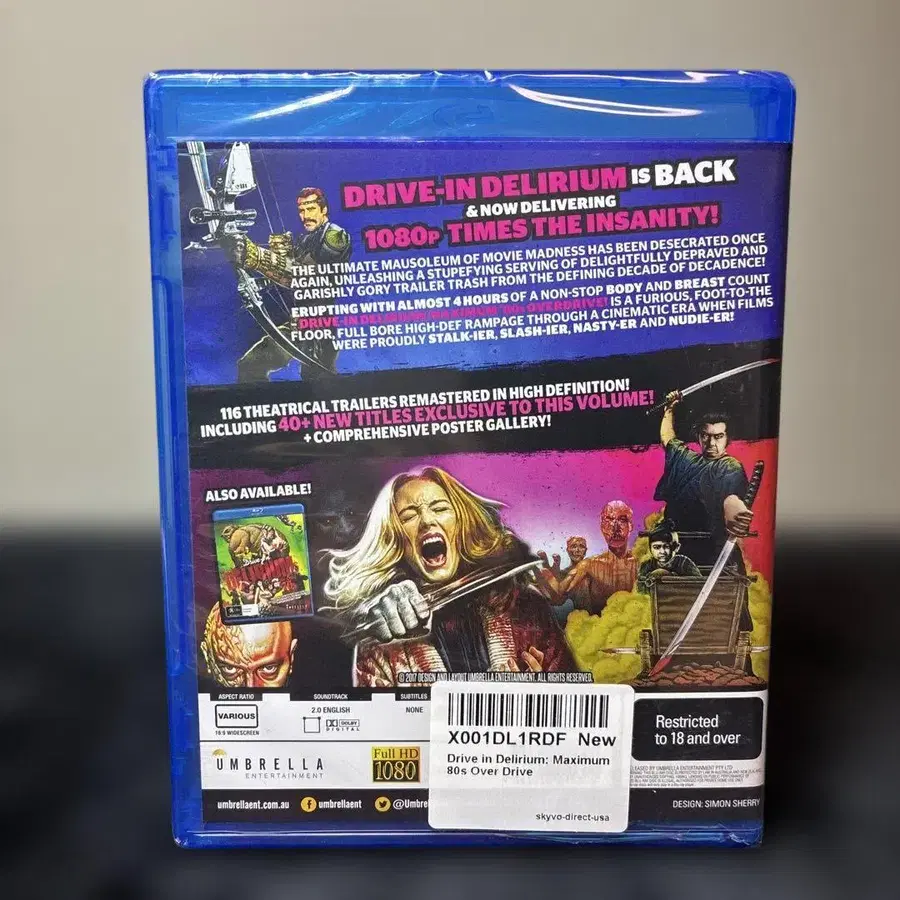 DRIVE-IN DELIRIUM IS BACK
& NOW DELIVERING
1080p TIMES THE INSANITY!
THE ULTIMATE MAUSOLEUM OF MOVIE MADNESS HAS BEEN DESECRATED ONCE
AGAIN, UNLEASHING A STUPEFYING SERVING OF DELIGHTFULLY DEPRAVED AND
GARISHLY GORY TRAILER TRASH FROM THE DEFINING DECADE OF DECADENCE!
ERUPTING WITH ALMOST 4 HOURS OF A NON-STOP BODY AND BREAST COUNT
DRIVE-IN DELIRIUM: MAXIMUM '80s OVERDRIVE! IS A FURIOUS, FOOT-TO-THE
FLOOR, FULL BORE HIGH-DEF RAMPAGE THROUGH A CINEMATIC ERA WHEN FILMS
WERE PROUDLY STALK-IER, SLASH-IER, NASTY-ER AND NUDIE-ER!
116 THEATRICAL TRAILERS REMASTERED IN HIGH DEFINITION!
INCLUDING 40+ NEW TITLES EXCLUSIVE TO THIS VOLUME!
+ COMPREHENSIVE POSTER GALLERY!
ALSO AVAILABLE!
© 2017 DESIGN AND LAYOUT UMBRELLA ENTERTAINMENT. ALL RIGHTS RESERVED.
ASPECT RATIO SOUNDTRACK SUBTITLES
VARIOUS 2.0 ENGLISH NONE
16:9 WIDESCREEN DOLBY DIGITAL
UMBRELLA
ENTERTAINMENT
Full HD
1080
umbrellaent.com.au umbrellaent @Umbrel
X001DL1RDF New
Drive in Delirium: Maximum
80s Over Drive
skyvo-direct-usa
Restricted
to 18 and over
DESIGN: SIMON SHERRY